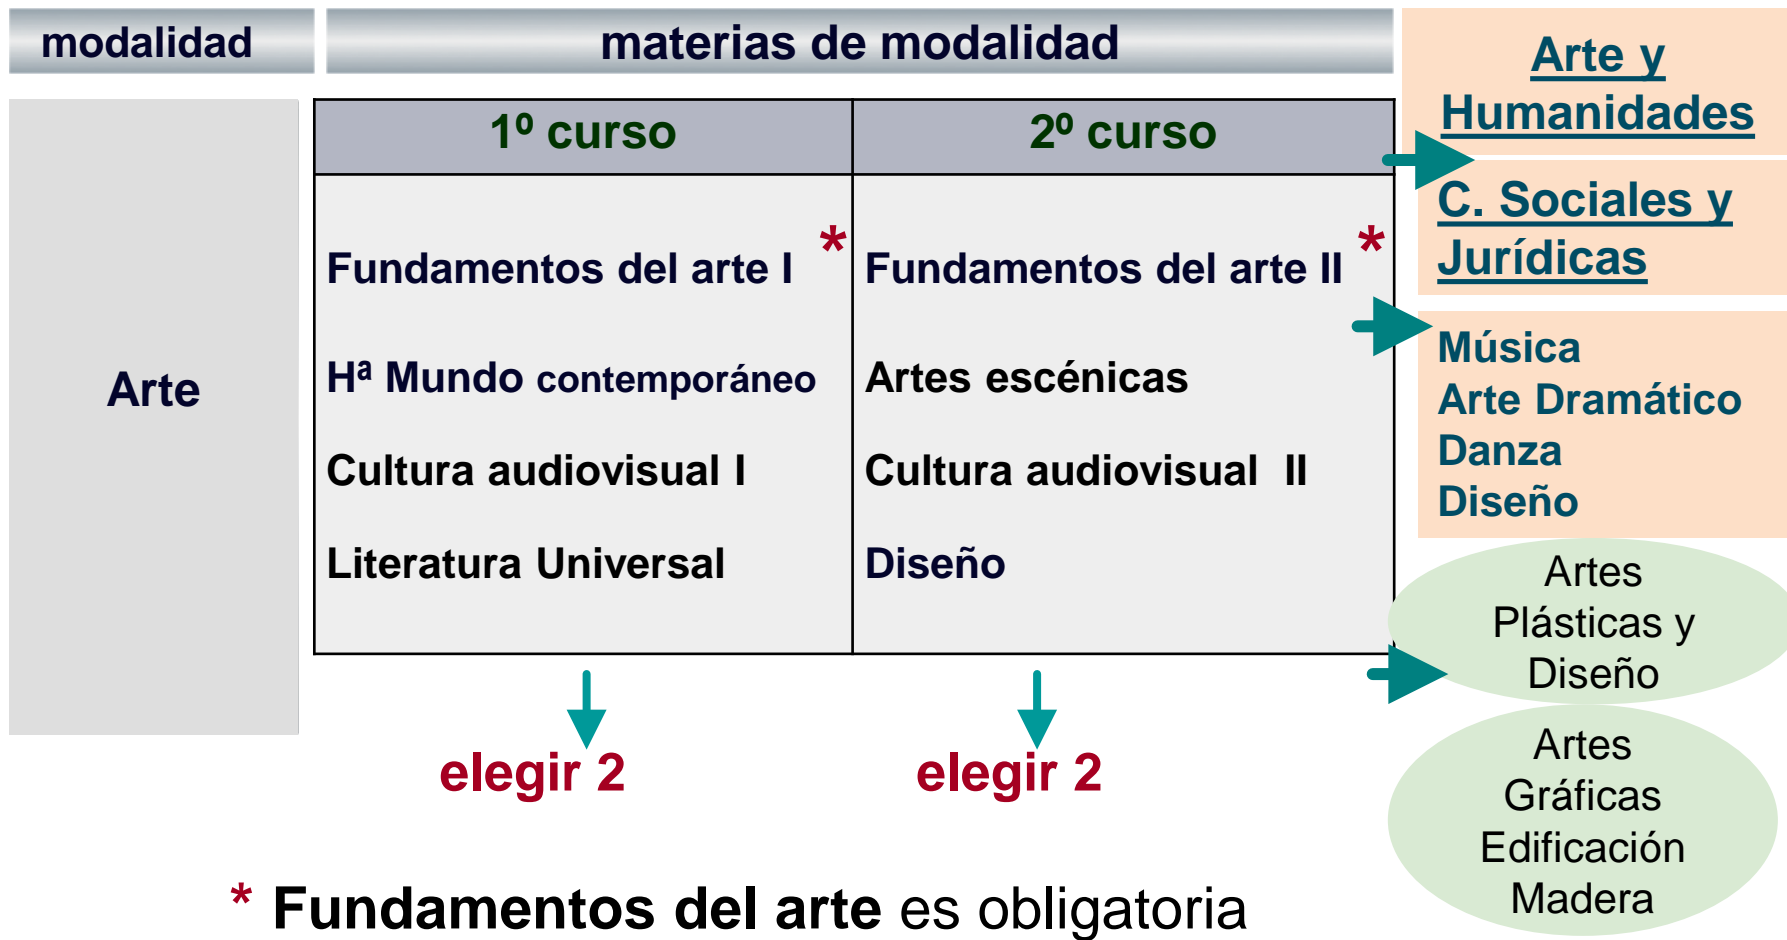 modalidad
materias de modalidad
Arte
1º curso
2º curso
Fundamentos del arte I *
Fundamentos del arte II *
Hª Mundo contemporáneo
Artes escénicas
Cultura audiovisual I
Cultura audiovisual II
Literatura Universal
Diseño
elegir 2
elegir 2
* Fundamentos del arte es obligatoria
Arte y
Humanidades
C. Sociales y
Jurídicas
Música
Arte Dramático
Danza
Diseño
Artes
Plásticas y
Diseño
Artes
Gráficas
Edificación
Madera